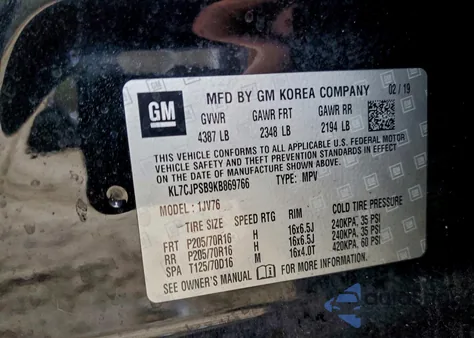 GM
MFD BY GM KOREA COMPANY 02 / 19
GVWR GAWR FRT GAWR RR
4387 LB 2348 LB 2194 LB
THIS VEHICLE CONFORMS TO ALL APPLICABLE U.S. FEDERAL MOTOR
VEHICLE SAFETY, BUMPER, AND THEFT PREVENTION STANDARDS IN EFFECT
ON THE DATE OF MANUFACTURE SHOWN ABOVE.
KL7CJPSB9KB869766 TYPE: MPV
MODEL: 1JV76
TIRE SIZE SPEED RTG RIM COLD TIRE PRESSURE
FRT P205/70R16 H 16x6.5J 240KPA, 35 PSI
RR P205/70R16 H 16x6.5J 240KPA, 35 PSI
SPA T125/70D16 M 16x4.0T 420KPA, 60 PSI
SEE OWNER'S MANUAL FOR MORE INFORMATION.